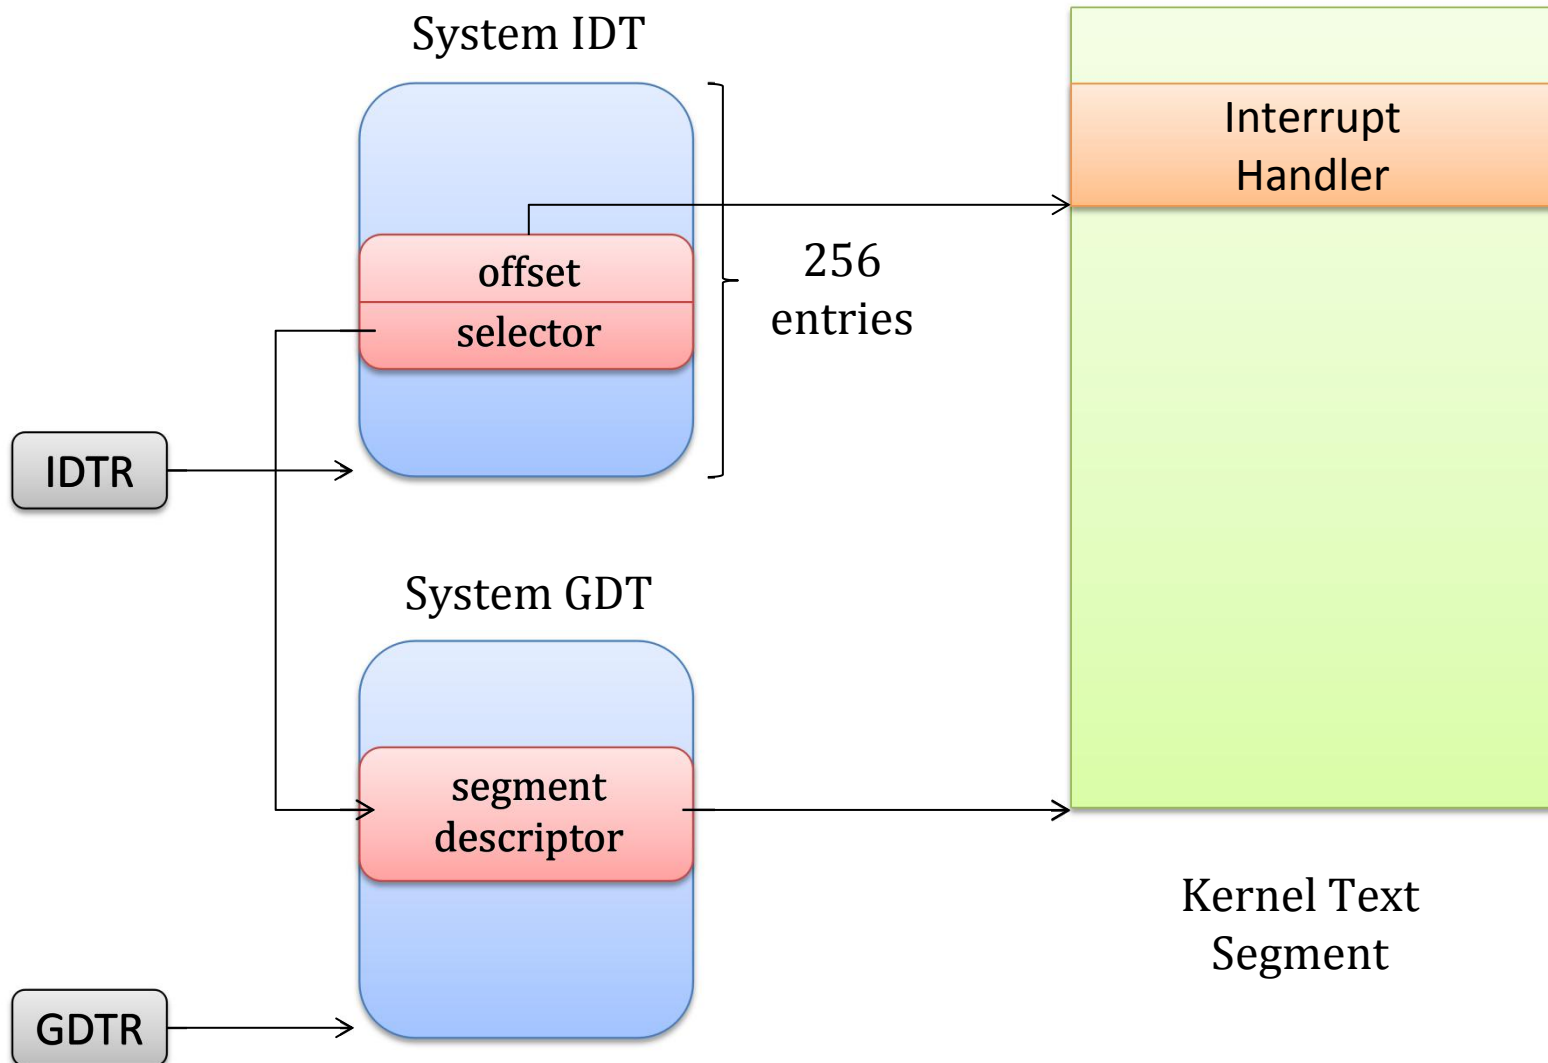 System IDT
Interrupt
Handler
offset
selector
256
entries
IDTR
System GDT
segment
descriptor
Kernel Text
Segment
GDTR